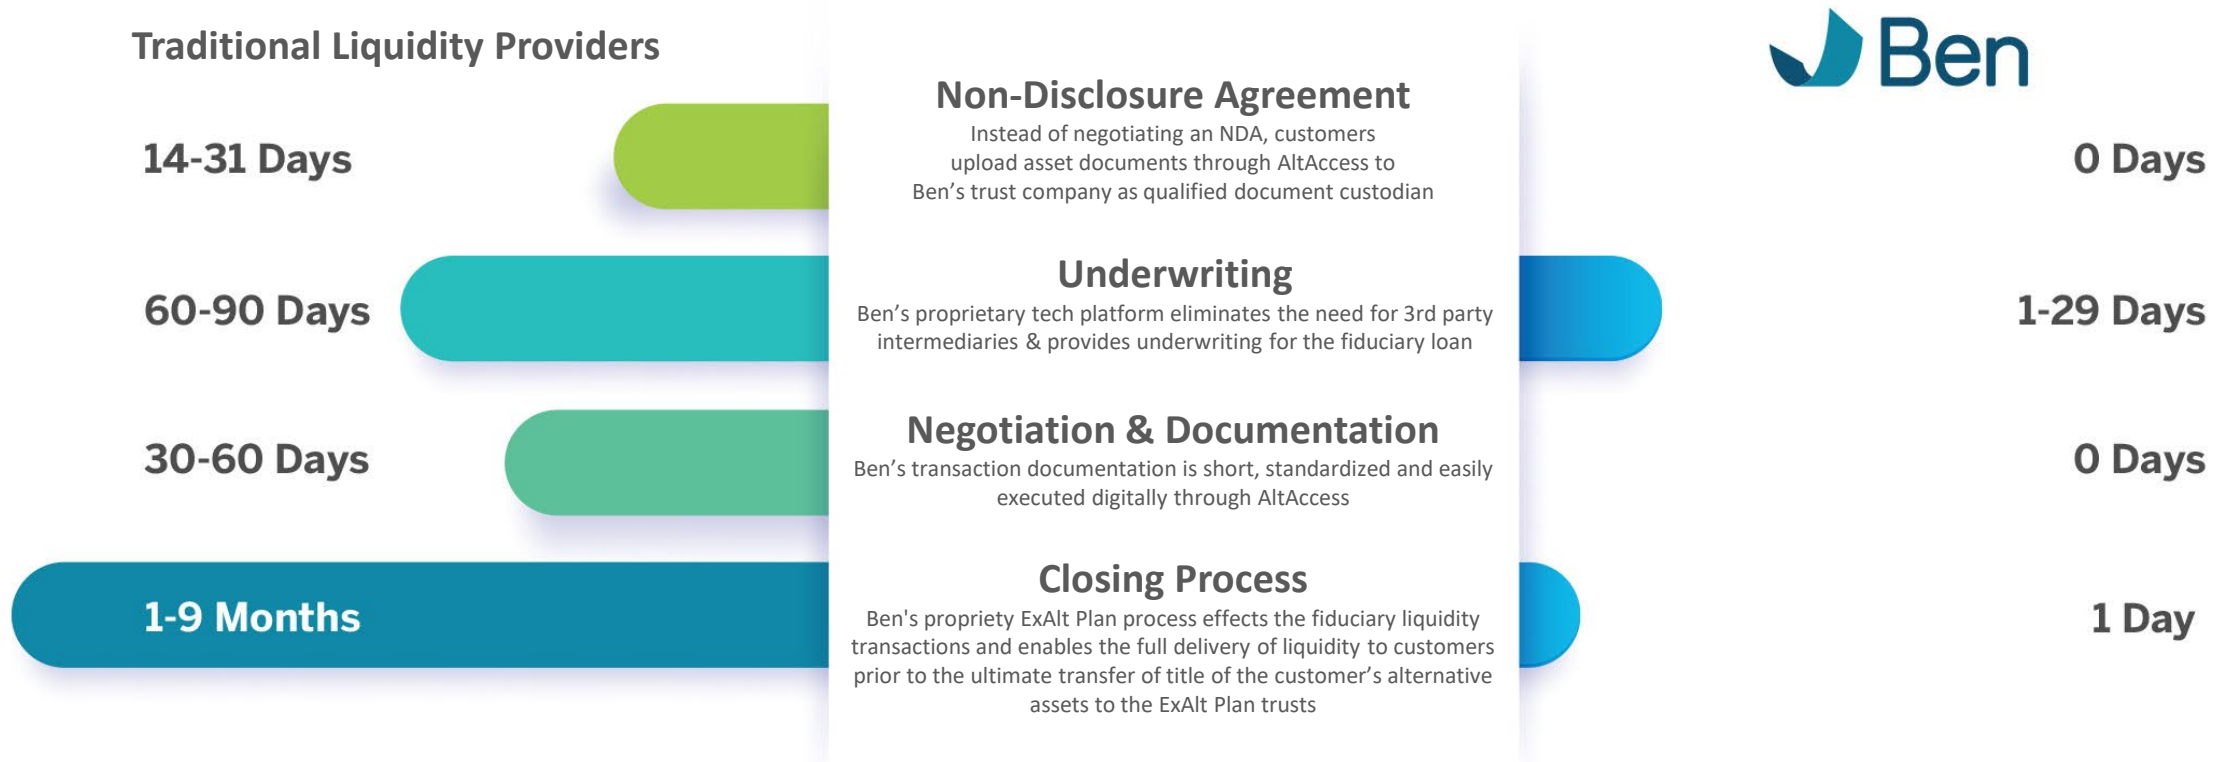 Traditional Liquidity Providers
Ben
Non-Disclosure Agreement
Instead of negotiating an NDA, customers
upload asset documents through AltAccess to
Ben’s trust company as qualified document custodian
14-31 Days
0 Days
Underwriting
Ben’s proprietary tech platform eliminates the need for 3rd party
intermediaries & provides underwriting for the fiduciary loan
60-90 Days
1-29 Days
Negotiation & Documentation
Ben’s transaction documentation is short, standardized and easily
executed digitally through AltAccess
30-60 Days
0 Days
Closing Process
Ben's propriety ExAlt Plan process effects the fiduciary liquidity
transactions and enables the full delivery of liquidity to customers
prior to the ultimate transfer of title of the customer’s alternative
assets to the ExAlt Plan trusts
1-9 Months
1 Day